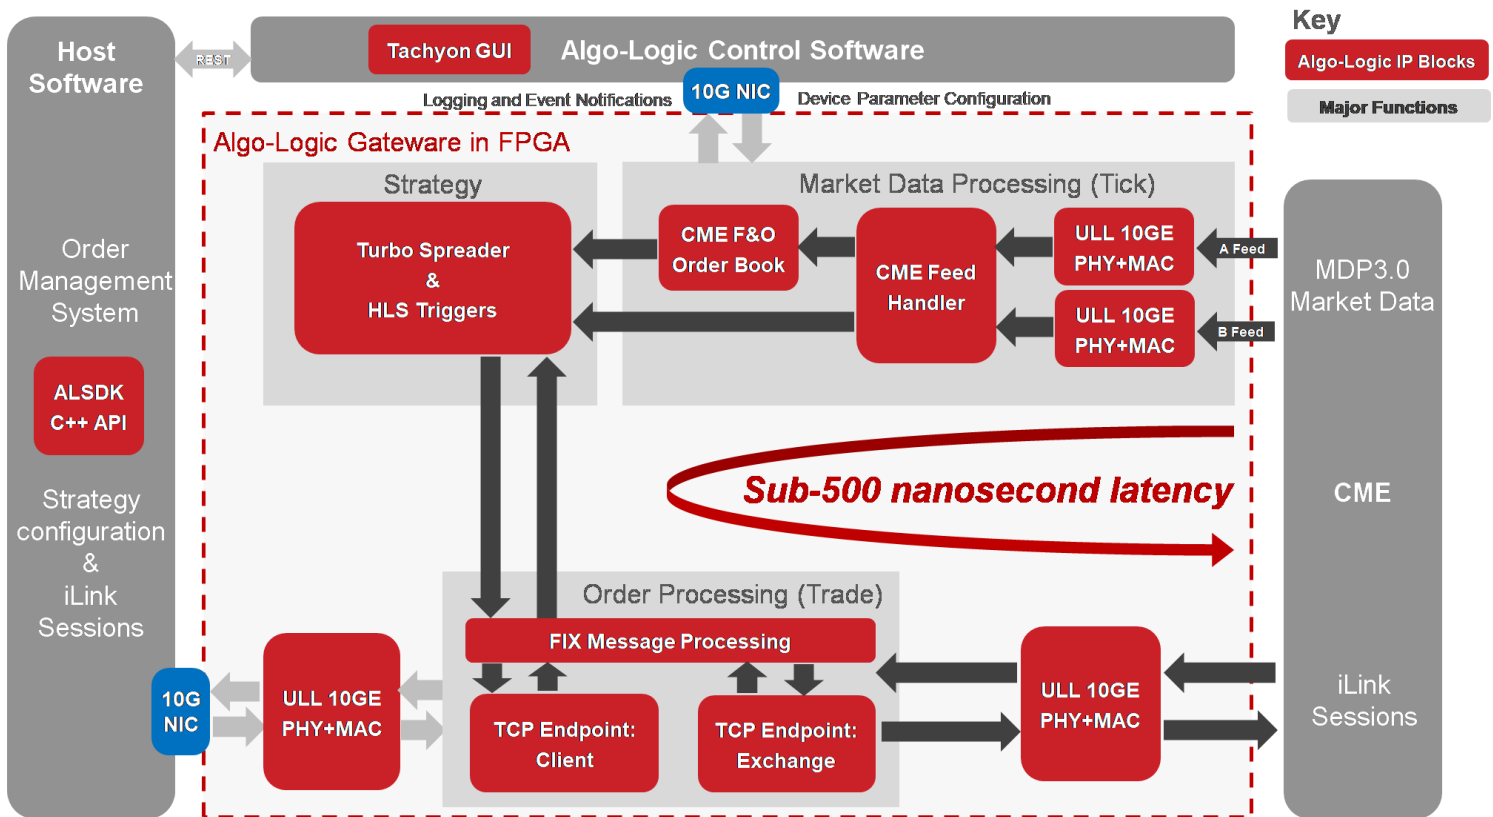 Host
Software
REST
Tachyon GUI
Algo-Logic Control Software
Key
Algo-Logic IP Blocks
Major Functions
Logging and Event Notifications
10G NIC
Device Parameter Configuration
Algo-Logic Gateware in FPGA
Strategy
Turbo Spreader
&
HLS Triggers
Market Data Processing (Tick)
CME F&O
Order Book
CME Feed
Handler
ULL 10GE
PHY+MAC
ULL 10GE
PHY+MAC
A Feed
B Feed
MDP3.0
Market Data
CME
iLink
Sessions
Order
Management
System
ALSDK
C++ API
Strategy
configuration
&
iLink
Sessions
Sub-500 nanosecond latency
Order Processing (Trade)
FIX Message Processing
TCP Endpoint:
Client
TCP Endpoint:
Exchange
10G
NIC
ULL 10GE
PHY+MAC
ULL 10GE
PHY+MAC